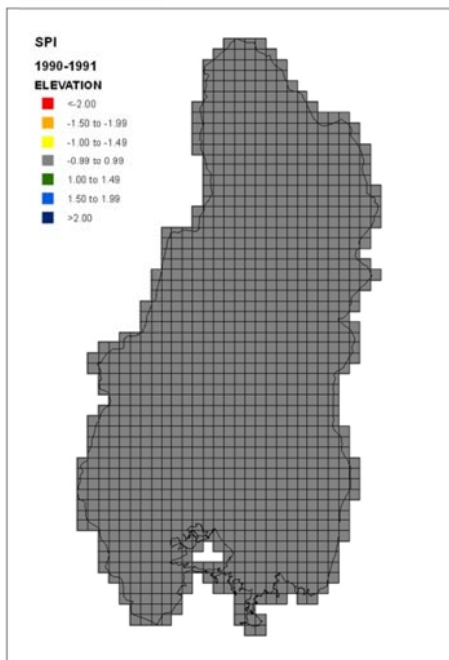 SPI
1990-1991
ELEVATION
<-2.00
-1.50 to -1.99
-1.00 to -1.49
-0.99 to 0.99
1.00 to 1.49
1.50 to 1.99
>2.00